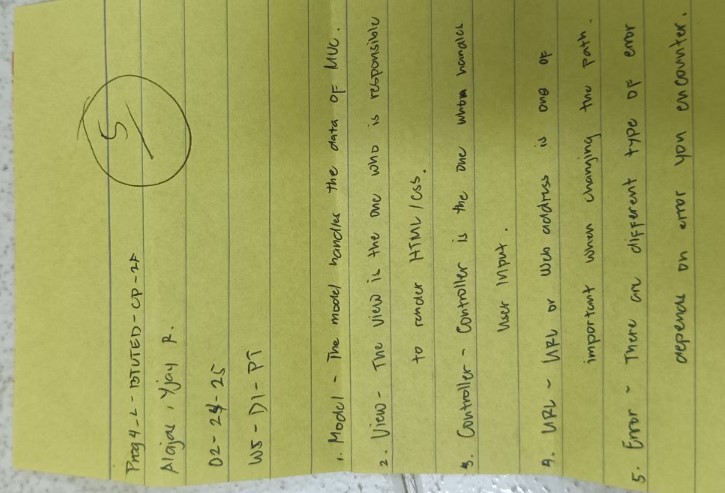 5
Prog 4-L - BTVTED-CP-2F
Alajas, Yjay R.
02-24-25
W5-D1-PT
1. Model - The model handles the data of MVC.
2. View - The view is the one who is responsible
to render HTML/CSS.
3. Controller - Controller is the one whom handles
User Input.
4. URL - URL or Web address is one of
important when changing the path.
5. Error - There are different type of error
depends on error you encounter.